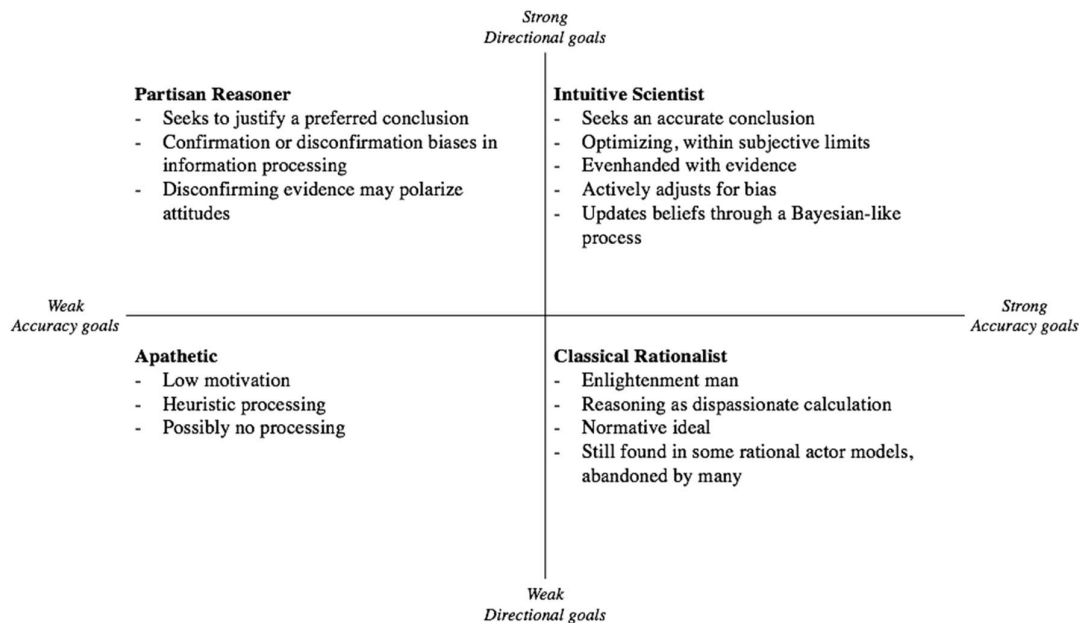 Strong
Directional goals
Partisan Reasoner
- Seeks to justify a preferred conclusion
- Confirmation or disconfirmation biases in
information processing
- Disconfirming evidence may polarize
attitudes
Intuitive Scientist
- Seeks an accurate conclusion
- Optimizing, within subjective limits
- Evenhanded with evidence
- Actively adjusts for bias
- Updates beliefs through a Bayesian-like
process
Weak
Accuracy goals
Strong
Accuracy goals
Apathetic
- Low motivation
- Heuristic processing
- Possibly no processing
Classical Rationalist
- Enlightenment man
- Reasoning as dispassionate calculation
- Normative ideal
- Still found in some rational actor models,
abandoned by many
Weak
Directional goals